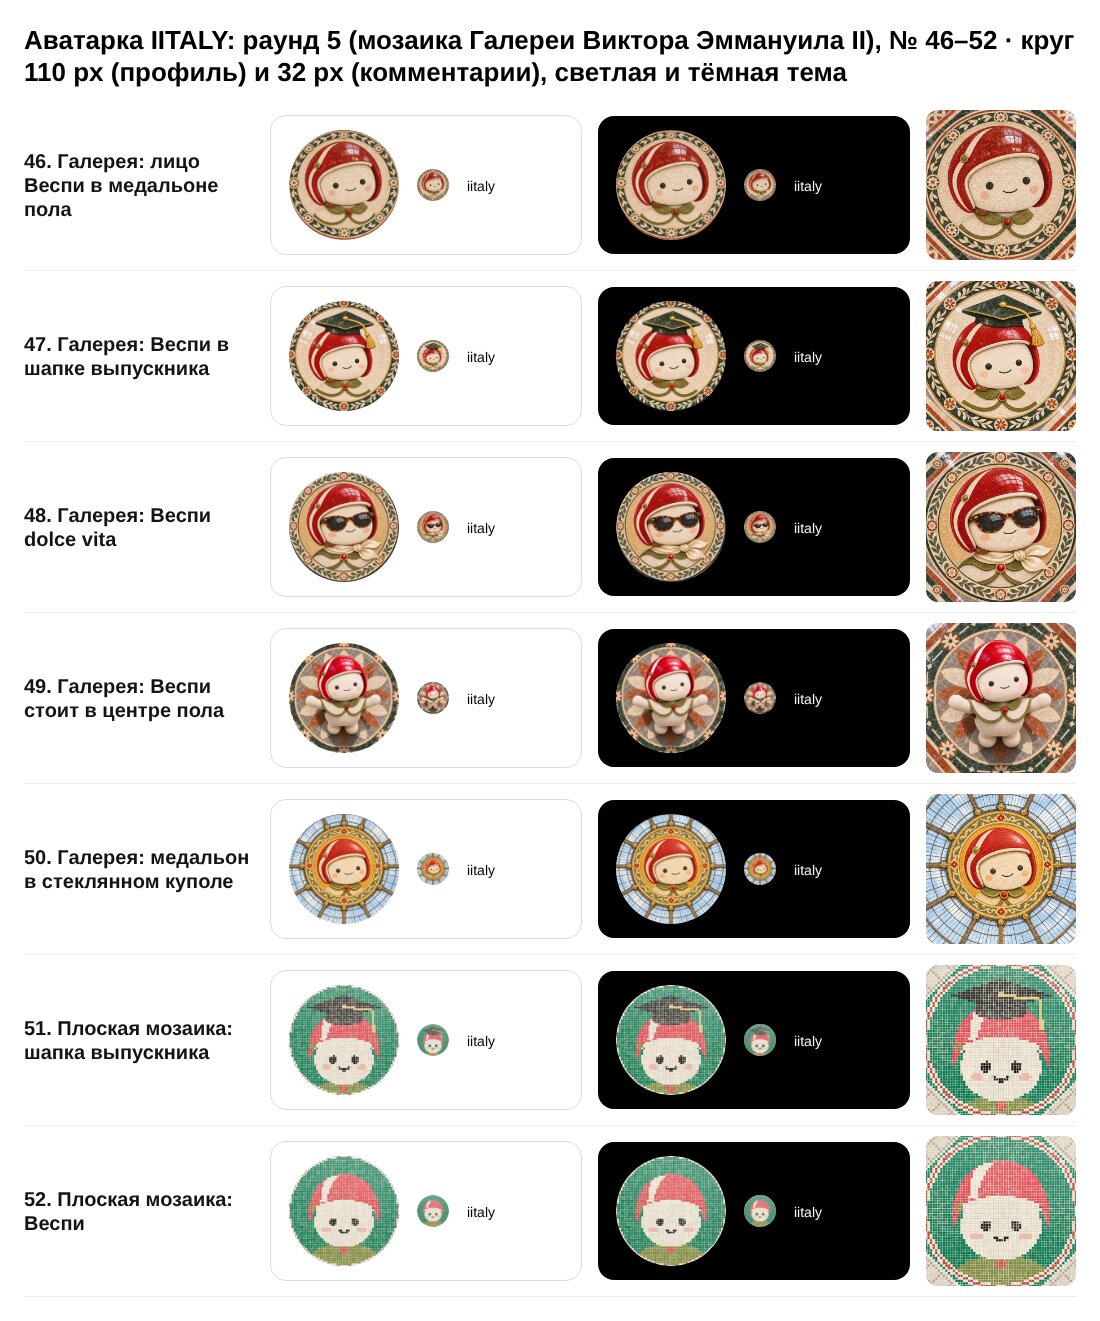 Аватарка IITALY: раунд 5 (мозаика Галереи Виктора Эммануила II), № 46–52 · круг
110 px (профиль) и 32 px (комментарии), светлая и тёмная тема
46. Галерея: лицо
Веспи в медальоне
пола
iitaly
iitaly
47. Галерея: Веспи в
шапке выпускника
iitaly
iitaly
48. Галерея: Веспи
dolce vita
iitaly
iitaly
49. Галерея: Веспи
стоит в центре пола
iitaly
iitaly
50. Галерея: медальон
в стеклянном куполе
iitaly
iitaly
51. Плоская мозаика:
шапка выпускника
iitaly
iitaly
52. Плоская мозаика:
Веспи
iitaly
iitaly